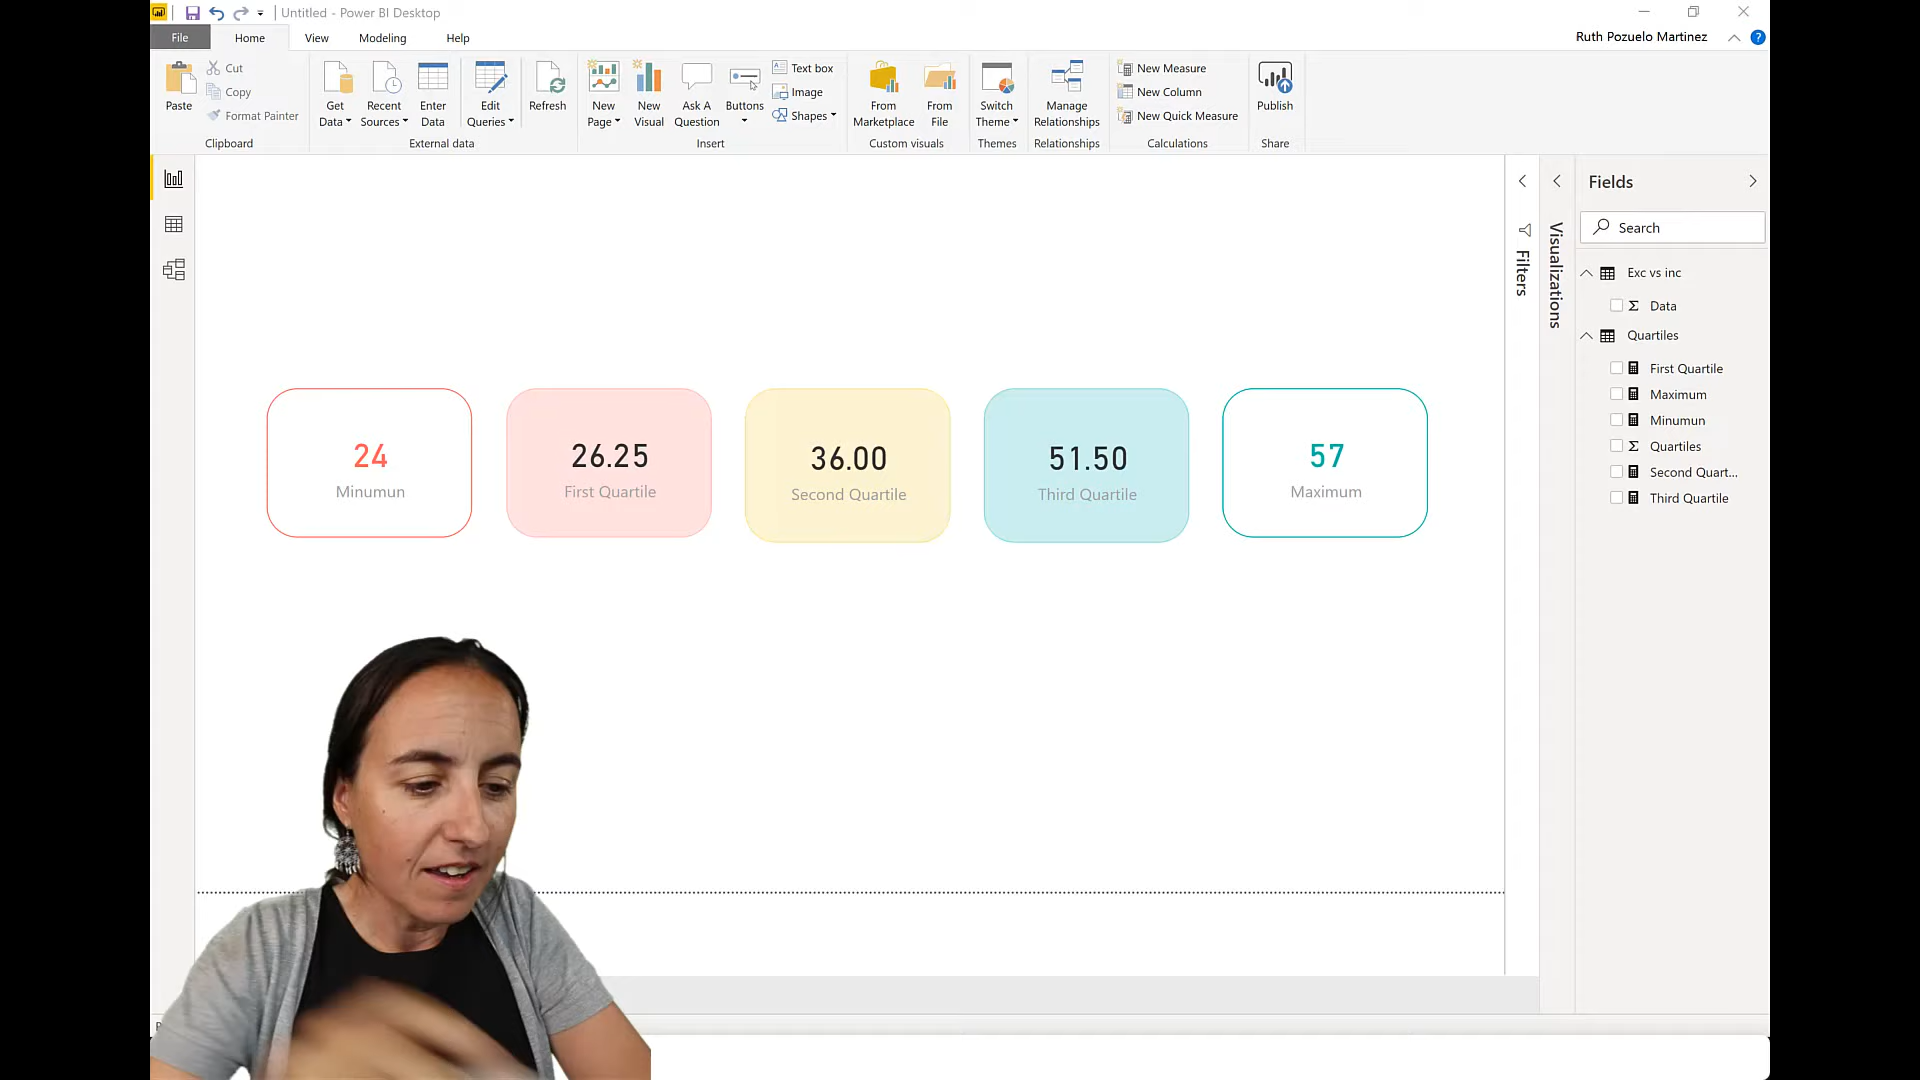 Untitled - Power BI Desktop
File Home View Modeling Help
Ruth Pozuelo Martinez
?
Paste
Cut
Copy
Format Painter
Clipboard
Get Data
Recent Sources
Enter Data
External data
Edit Queries
Refresh
New Page
New Visual
Ask A Question
Buttons
Text box
Image
Shapes
Insert
From Marketplace
From File
Custom visuals
Switch Theme
Themes
Manage Relationships
Relationships
New Measure
New Column
New Quick Measure
Calculations
Publish
Share
24
Minumun
26.25
First Quartile
36.00
Second Quartile
51.50
Third Quartile
57
Maximum
Filters
Visualizations
Fields
Search
Exc vs inc
Data
Quartiles
First Quartile
Maximum
Minumun
Quartiles
Second Quart...
Third Quartile